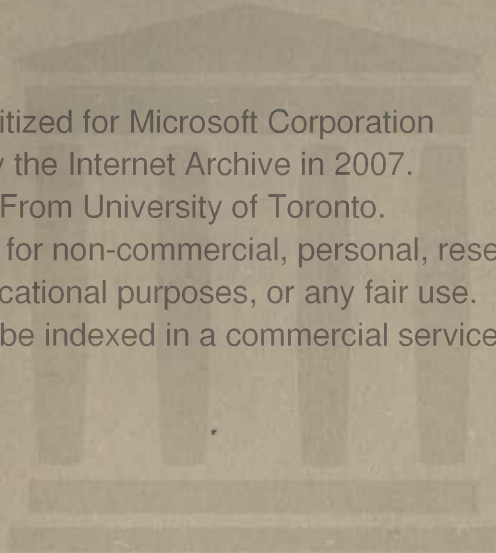 itized for Microsoft Corporation
y the Internet Archive in 2007.
From University of Toronto.
for non-commercial, personal, rese
cational purposes, or any fair use.
be indexed in a commercial service